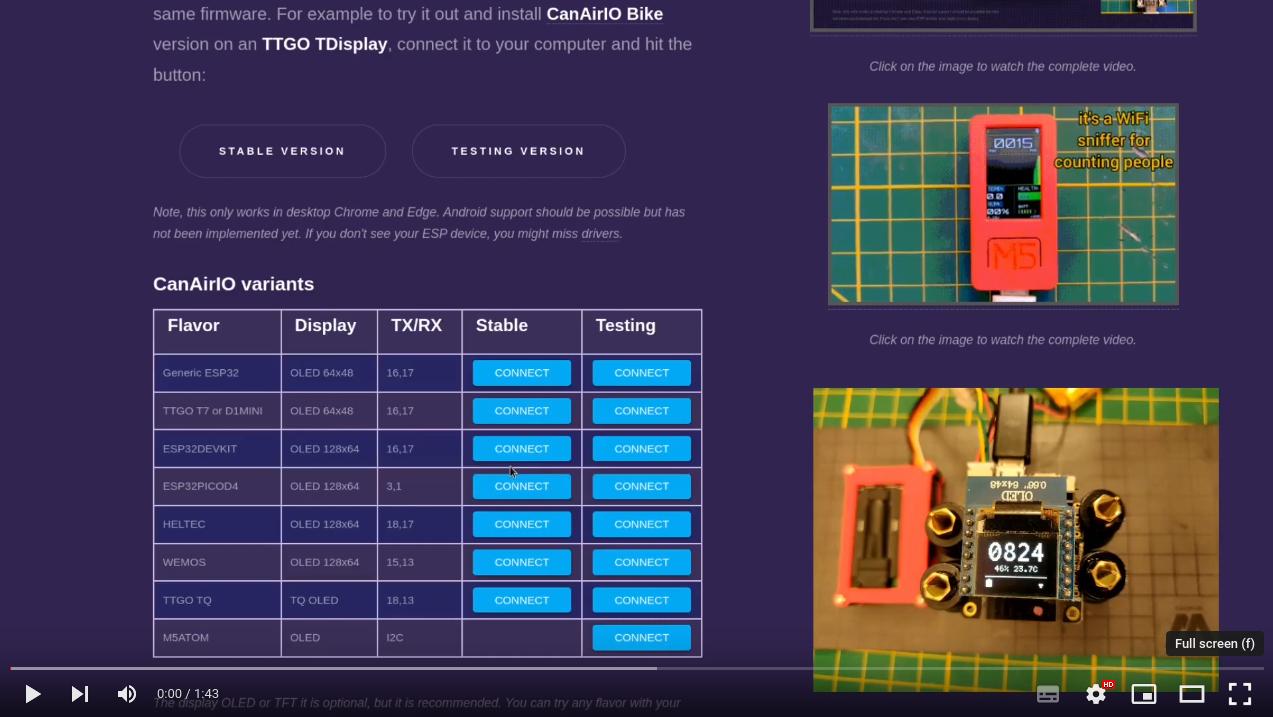 same firmware. For example to try it out and install CanAirIO Bike
version on an TTGO TDisplay, connect it to your computer and hit the
button:
STABLE VERSION TESTING VERSION
Note, this only works in desktop Chrome and Edge. Android support should be possible but has
not been implemented yet. If you don't see your ESP device, you might miss drivers.
CanAirIO variants
Flavor Display TX/RX Stable Testing
Generic ESP32 OLED 64x48 16,17 CONNECT CONNECT
TTGO T7 or D1MINI OLED 64x48 16,17 CONNECT CONNECT
ESP32DEVKIT OLED 128x64 16,17 CONNECT CONNECT
ESP32PICOD4 OLED 128x64 3,1 CONNECT CONNECT
HELTEC OLED 128x64 18,17 CONNECT CONNECT
WEMOS OLED 128x64 15,13 CONNECT CONNECT
TTGO TQ TQ OLED 18,13 CONNECT CONNECT
M5ATOM OLED I2C CONNECT
The display OLED or TFT it is optional, but it is recommended. You can try any flavor with your
Click on the image to watch the complete video.
it's a WiFi
sniffer for
counting people
0015
HEALTH
00%
M5
Click on the image to watch the complete video.
0.66" 64x48
OLED
0824
46% 23.7C
Full screen (f)
0:00 / 1:43
HD